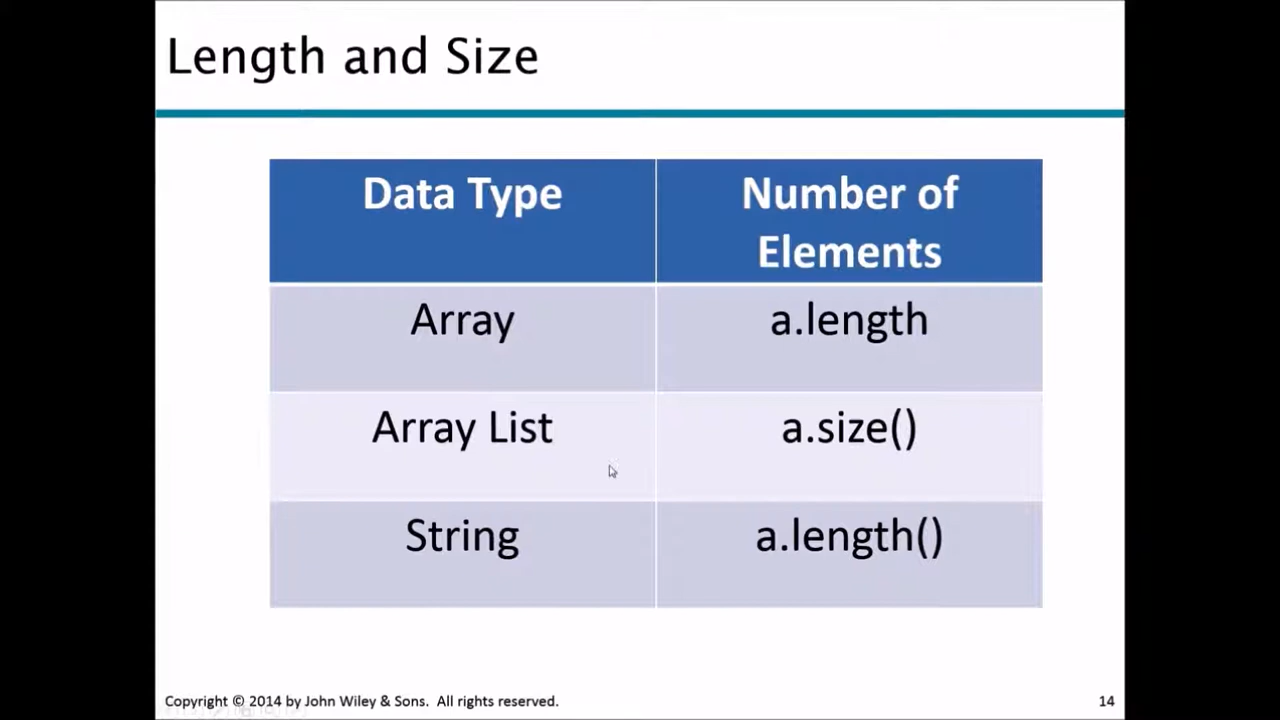 Length and Size
Data Type
Number of
Elements
Array
a.length
Array List
a.size()
String
a.length()
Copyright © 2014 by John Wiley & Sons. All rights reserved.
14